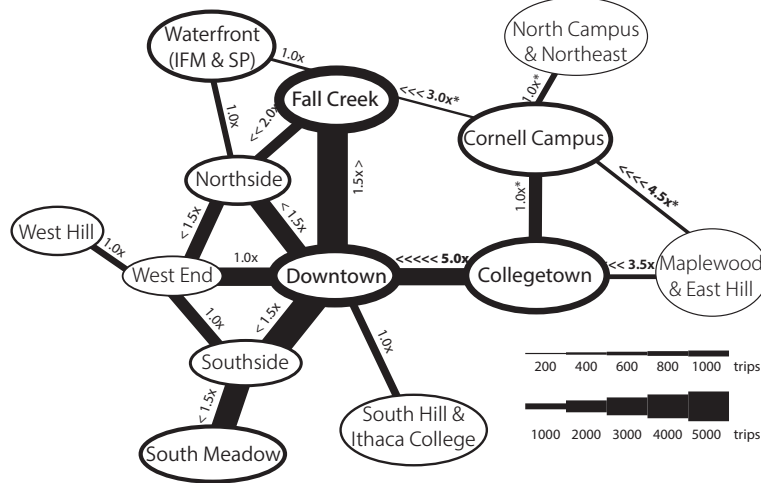 Waterfront
(IFM & SP)
North Campus
& Northeast
1.0x
Fall Creek
<<< 3.0x*
1.0x*
1.0x
<< 2.0x
Cornell Campus
Northside
1.5x >
<<<< 4.5x*
< 1.5x
< 1.5x
1.0x*
West Hill
1.0x
West End
1.0x
Downtown
<<<<< 5.0x
Collegetown
<< 3.5x
Maplewood
& East Hill
1.0x
< 1.5x
1.0x
Southside
< 1.5x
South Hill &
Ithaca College
South Meadow
200 400 600 800 1000 trips
1000 2000 3000 4000 5000 trips